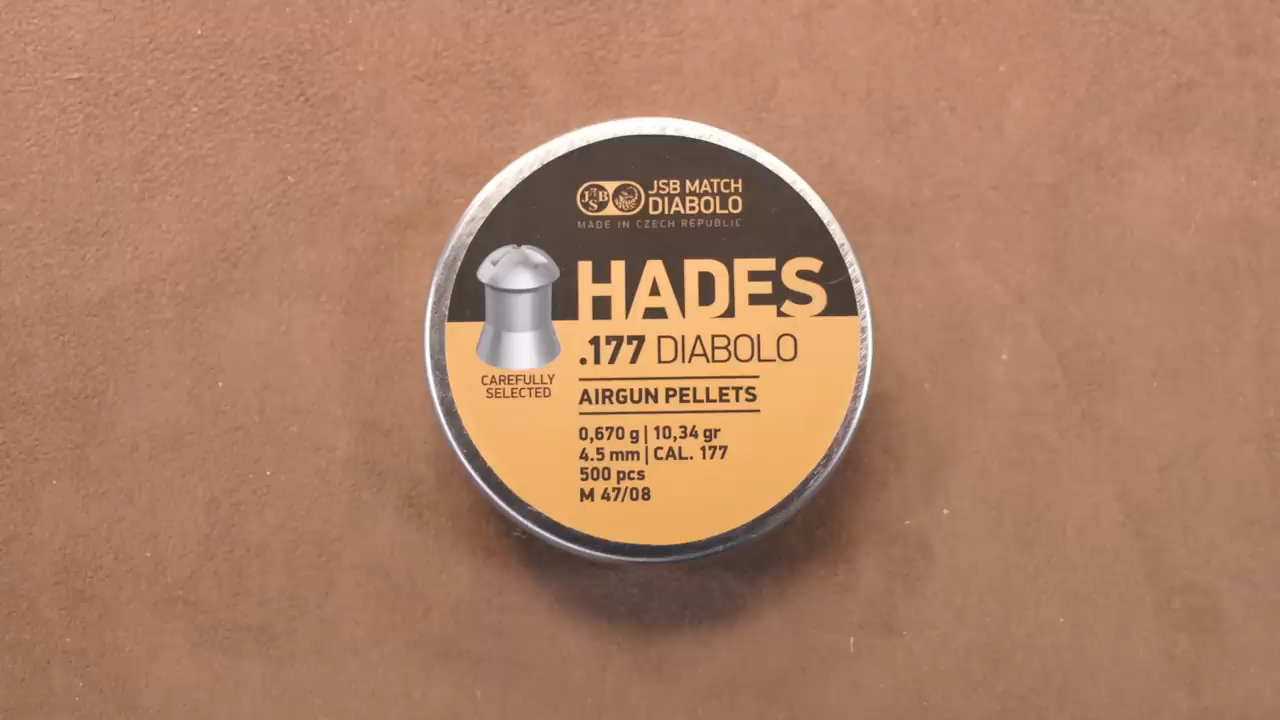 JSB
JSB MATCH
DIABOLO
MADE IN CZECH REPUBLIC
HADES
.177 DIABOLO
CAREFULLY
SELECTED
AIRGUN PELLETS
0,670 g | 10,34 gr
4.5 mm | CAL. 177
500 pcs
M 47/08